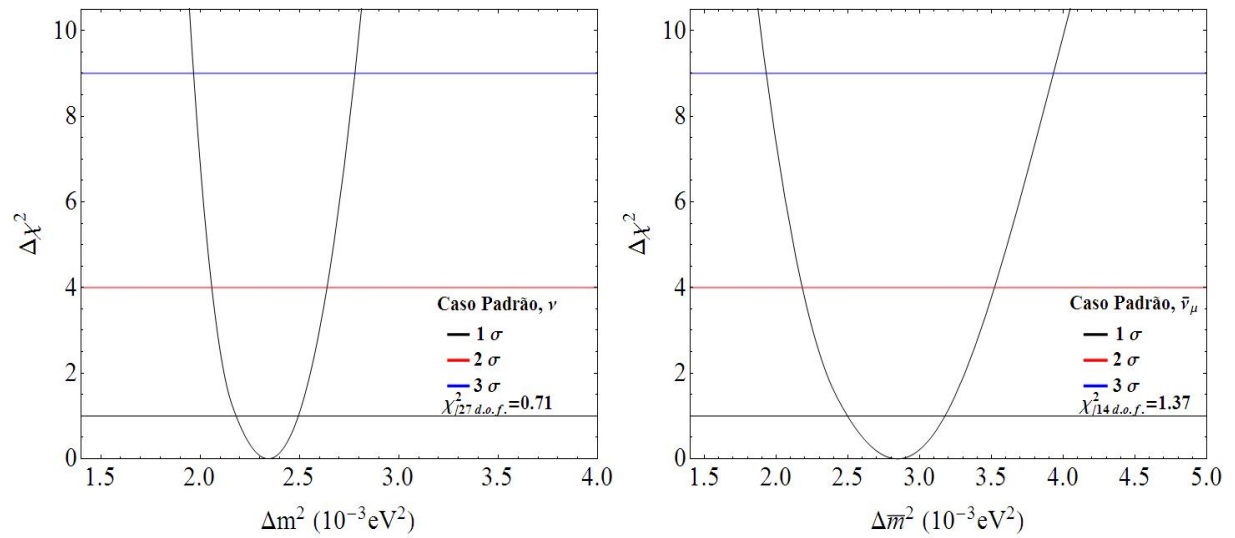 10
8
6
4
2
0
Δχ²
1.5 2.0 2.5 3.0 3.5 4.0
Δm² (10⁻³eV²)
Caso Padrão, ν
1 σ
2 σ
3 σ
χ²/27 d.o.f.=0.71
10
8
6
4
2
0
Δχ²
1.5 2.0 2.5 3.0 3.5 4.0 4.5 5.0
Δm̅² (10⁻³eV²)
Caso Padrão, ν̄μ
1 σ
2 σ
3 σ
χ²/14 d.o.f.=1.37